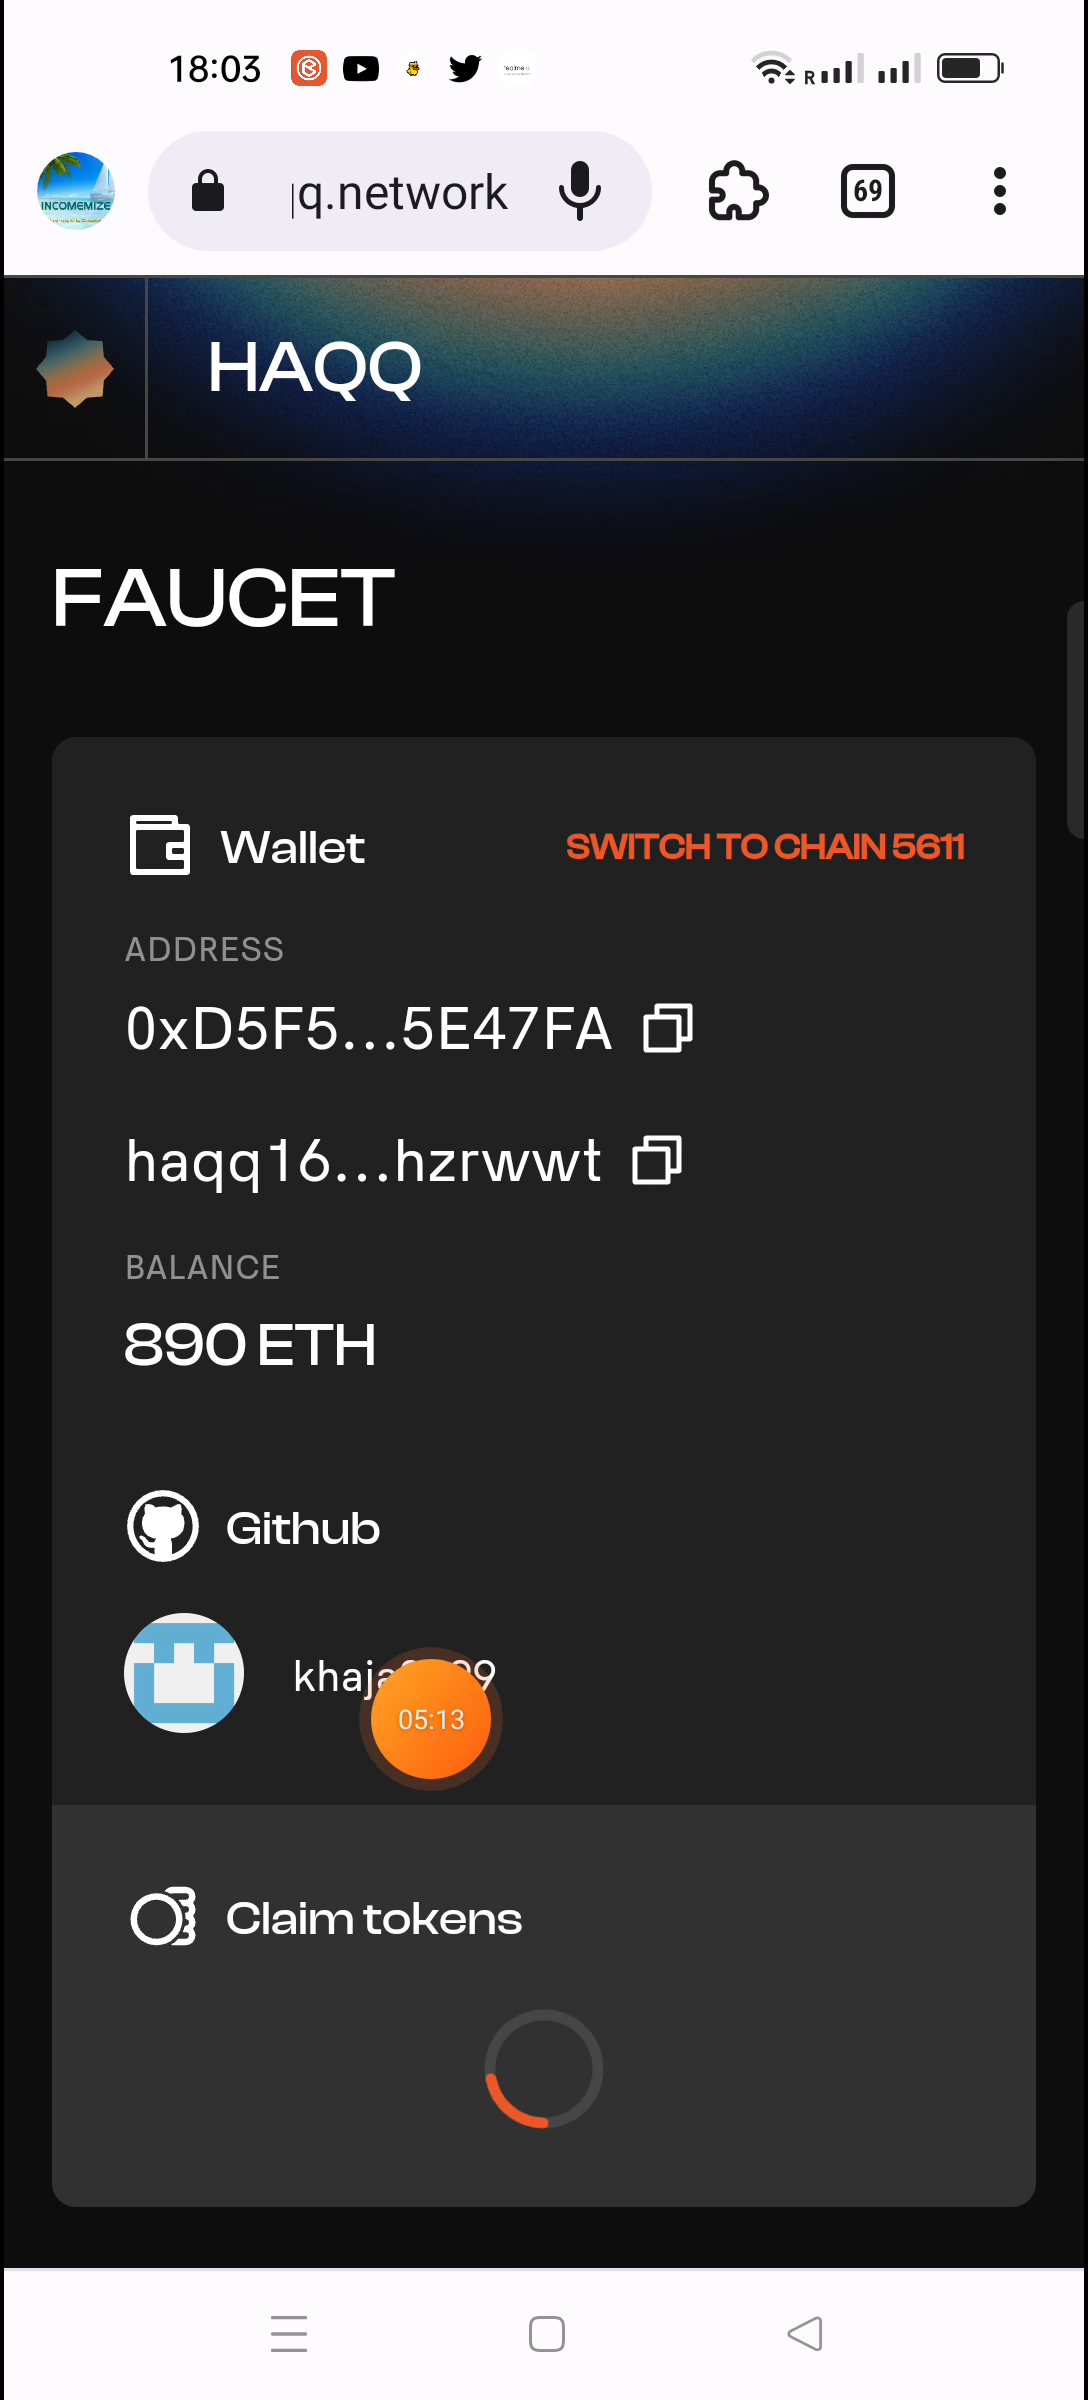 18:03
R
INCOMEMIZE
q.network
69
HAQQ
FAUCET
Wallet
SWITCH TO CHAIN 5611
ADDRESS
0xD5F5...5E47FA
haqq16...hzrwwt
BALANCE
890 ETH
Github
05:13
Claim tokens